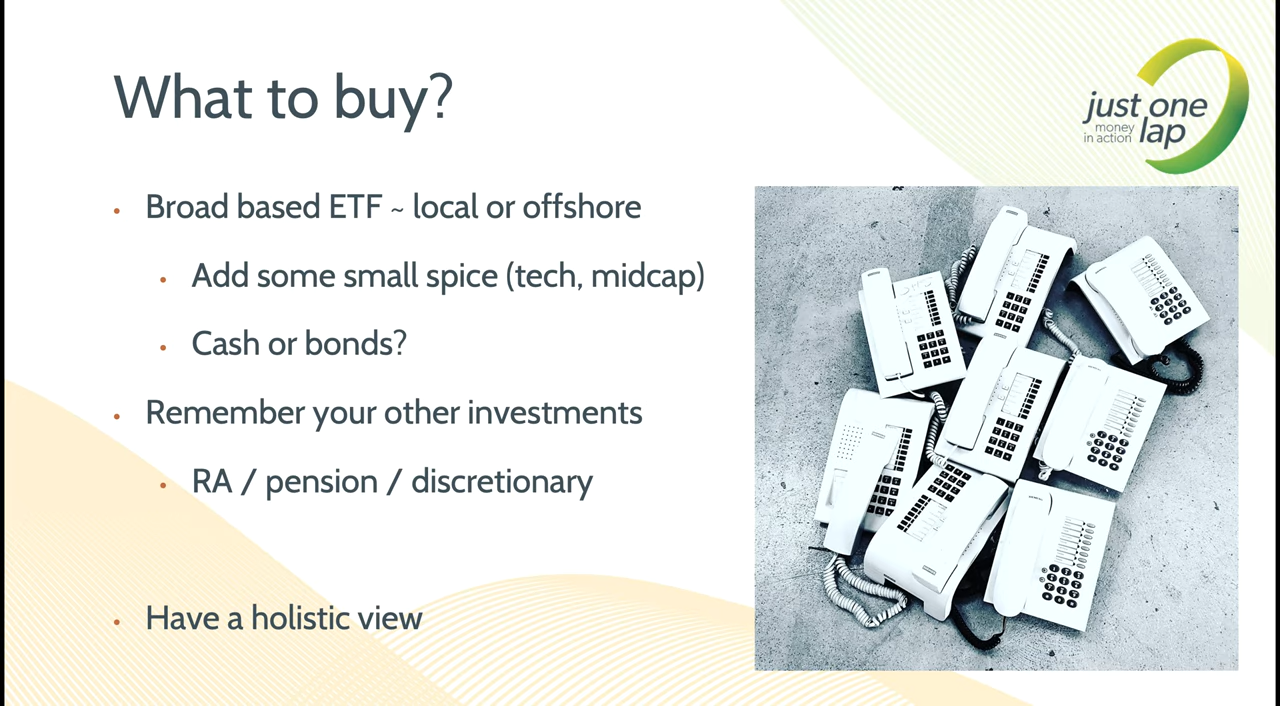 What to buy?
just one
money
in action
lap
Broad based ETF ~ local or offshore
Add some small spice (tech, midcap)
Cash or bonds?
Remember your other investments
RA / pension / discretionary
Have a holistic view